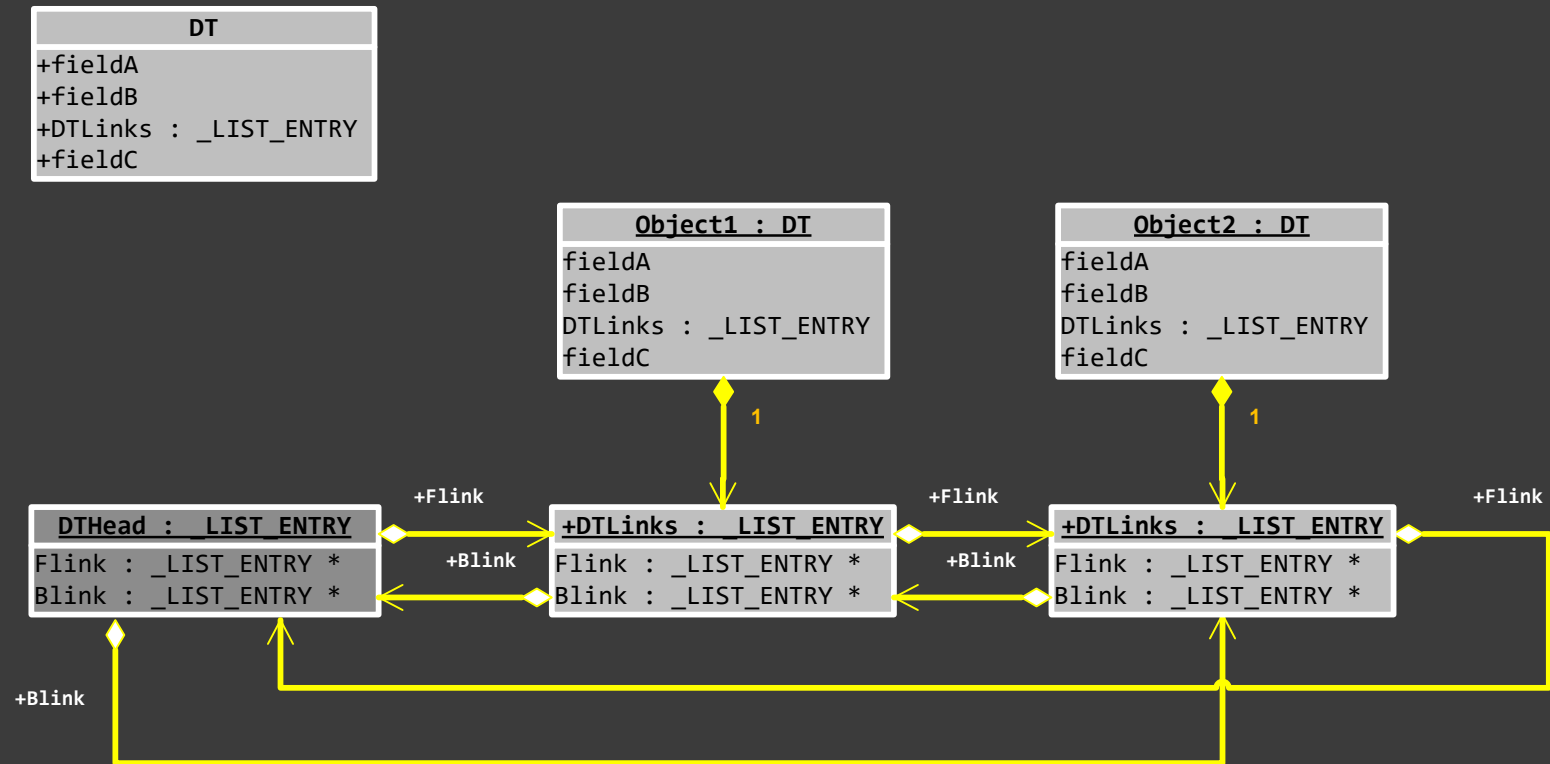 DT
+fieldA
+fieldB
+DTLinks : _LIST_ENTRY
+fieldC
Object1 : DT
fieldA
fieldB
DTLinks : _LIST_ENTRY
fieldC
1
Object2 : DT
fieldA
fieldB
DTLinks : _LIST_ENTRY
fieldC
1
DTHead : _LIST_ENTRY
Flink : _LIST_ENTRY *
Blink : _LIST_ENTRY *
+Flink
+Blink
+DTLinks : _LIST_ENTRY
Flink : _LIST_ENTRY *
Blink : _LIST_ENTRY *
+Flink
+Blink
+DTLinks : _LIST_ENTRY
Flink : _LIST_ENTRY *
Blink : _LIST_ENTRY *
+Flink
+Blink